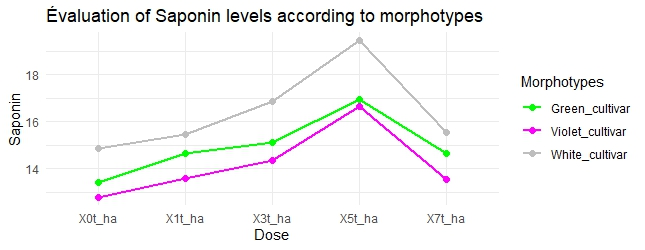 Évaluation of Saponin levels according to morphotypes
Saponin
18
16
14
X0t_ha X1t_ha X3t_ha X5t_ha X7t_ha
Dose
Morphotypes
Green_cultivar
Violet_cultivar
White_cultivar